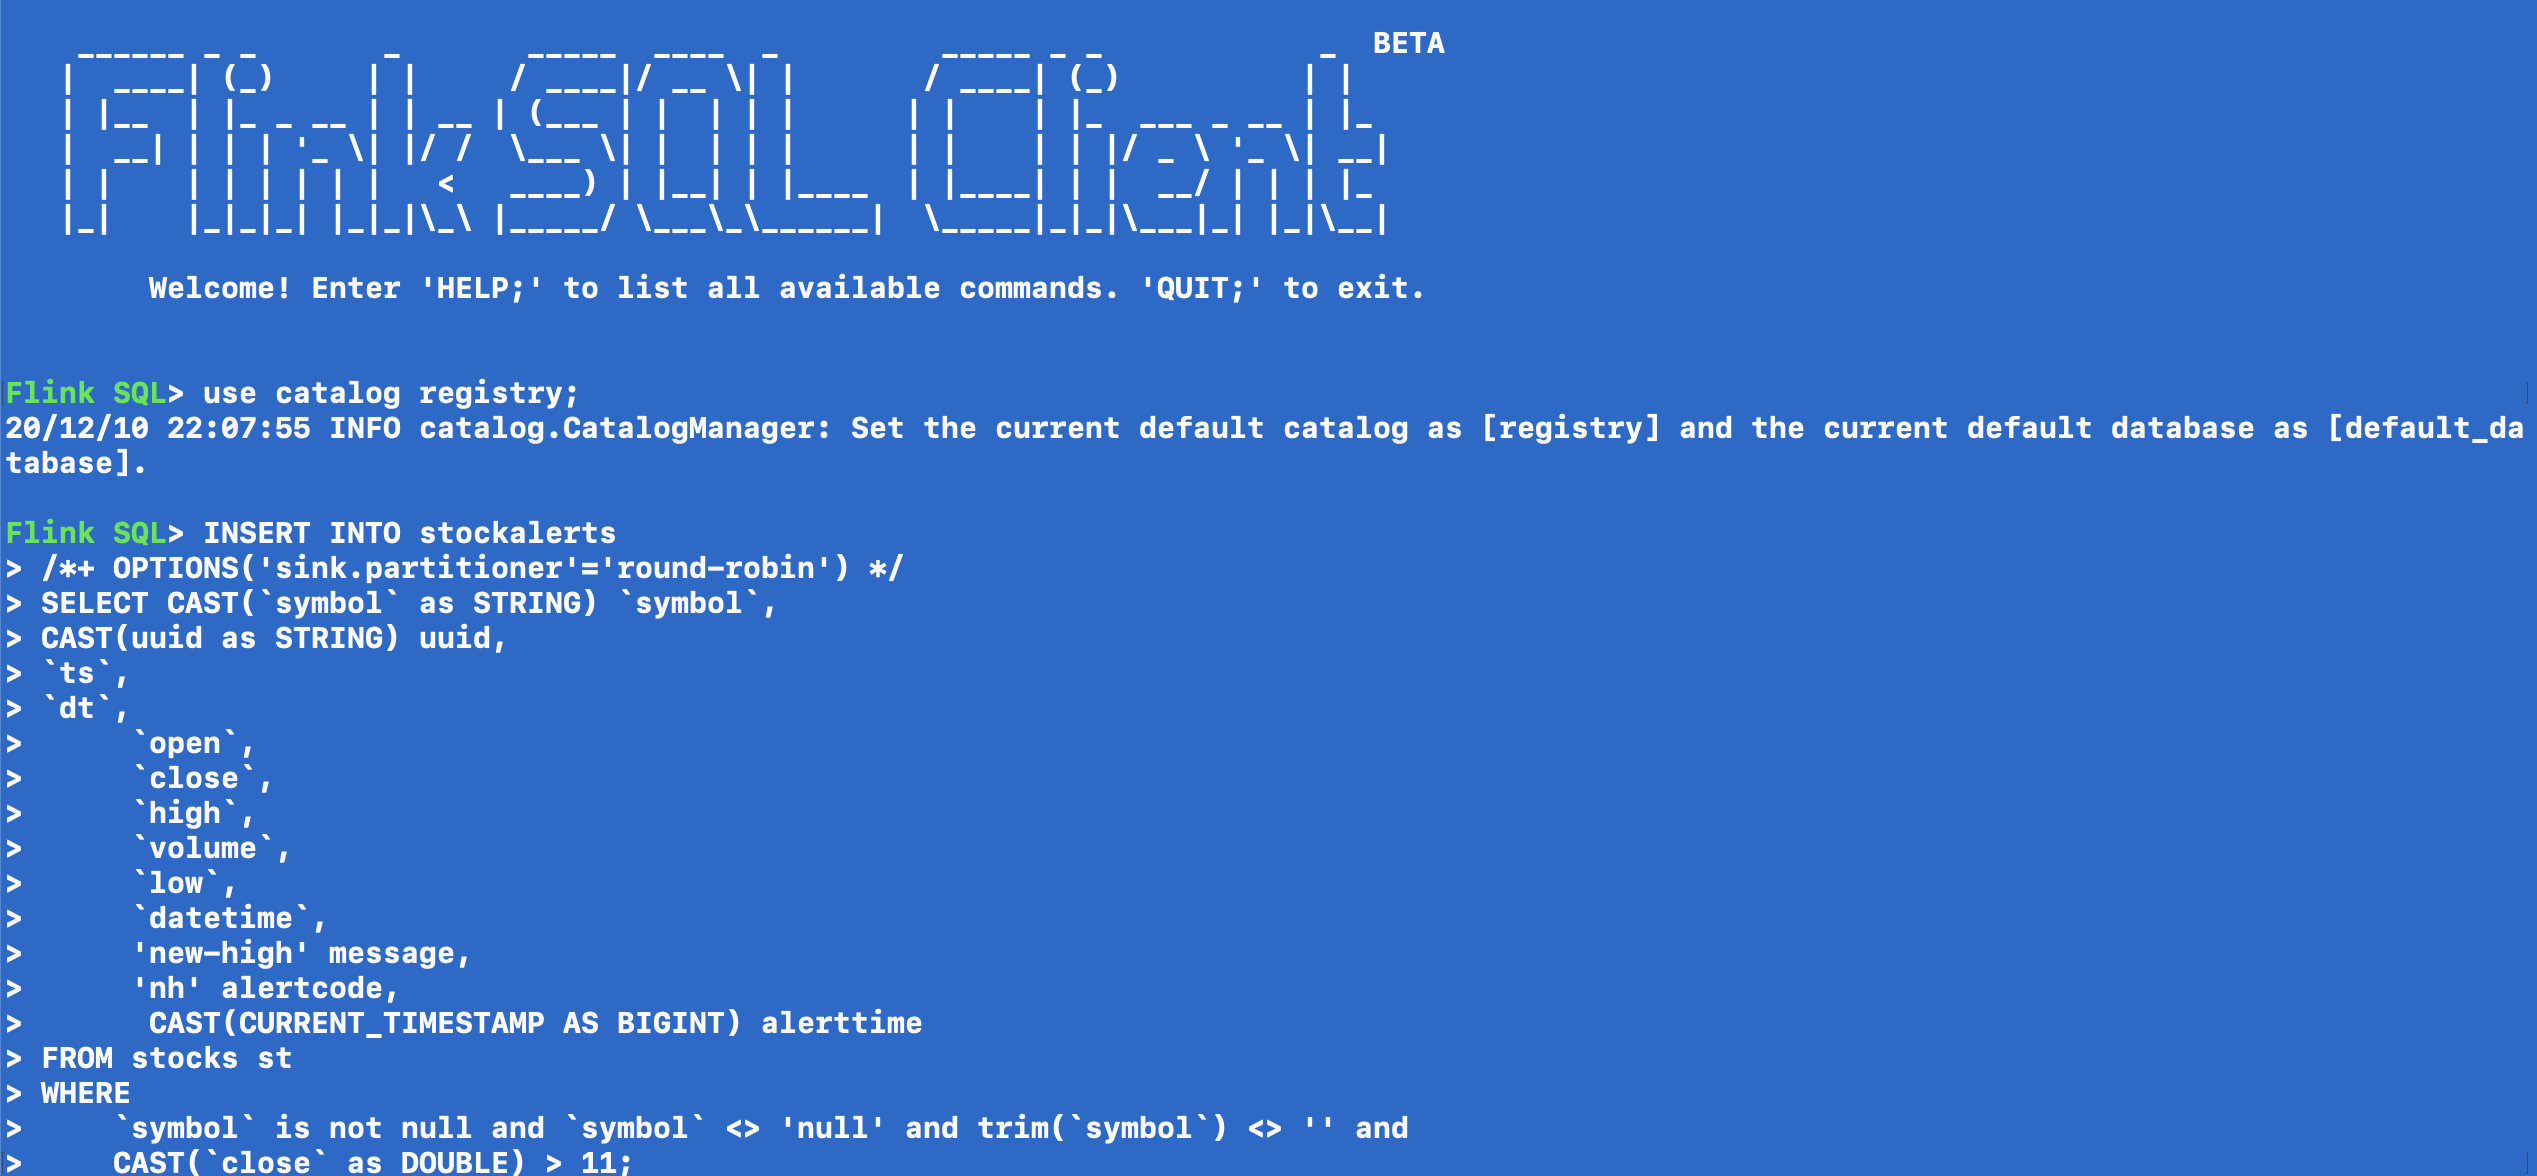 Flink SQL Client BETA
Welcome! Enter 'HELP;' to list all available commands. 'QUIT;' to exit.
Flink SQL> use catalog registry;
20/12/10 22:07:55 INFO catalog.CatalogManager: Set the current default catalog as [registry] and the current default database as [default_da
tabase].
Flink SQL> INSERT INTO stockalerts
> /*+ OPTIONS('sink.partitioner'='round-robin') */
> SELECT CAST(`symbol` as STRING) `symbol`,
> CAST(uuid as STRING) uuid,
> `ts`,
> `dt`,
> `open`,
> `close`,
> `high`,
> `volume`,
> `low`,
> `datetime`,
> 'new-high' message,
> 'nh' alertcode,
> CAST(CURRENT_TIMESTAMP AS BIGINT) alerttime
> FROM stocks st
> WHERE
> `symbol` is not null and `symbol` <> 'null' and trim(`symbol`) <> '' and
> CAST(`close` as DOUBLE) > 11;